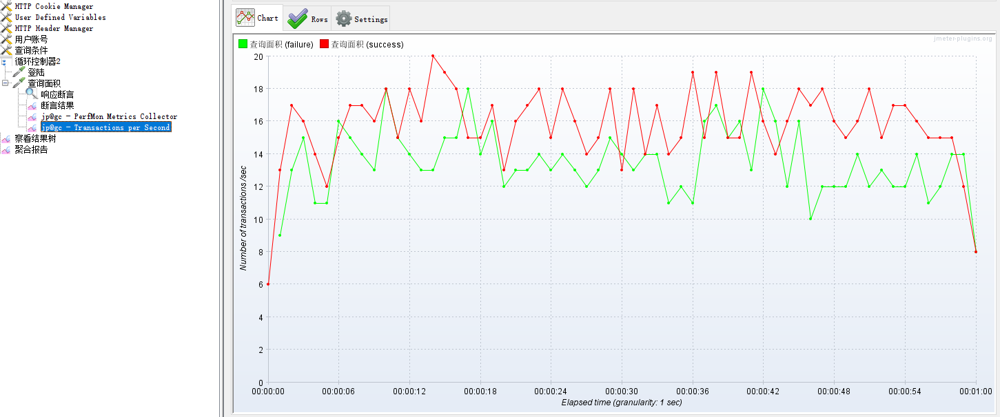 HTTP Cookie Manager
User Defined Variables
HTTP Header Manager
用户账号
查询条件
循环控制器2
登陆
查询面积
响应断言
断言结果
jp@gc - PerfMon Metrics Collector
jp@gc - Transactions per Second
察看结果树
聚合报告
Chart Rows Settings
查询面积 (failure) 查询面积 (success)
jmeter-plugins.org
20
18
16
14
12
10
8
6
4
2
0
Number of transactions /sec
00:00:00 00:00:06 00:00:12 00:00:18 00:00:24 00:00:30 00:00:36 00:00:42 00:00:48 00:00:54 00:01:00
Elapsed time (granularity: 1 sec)